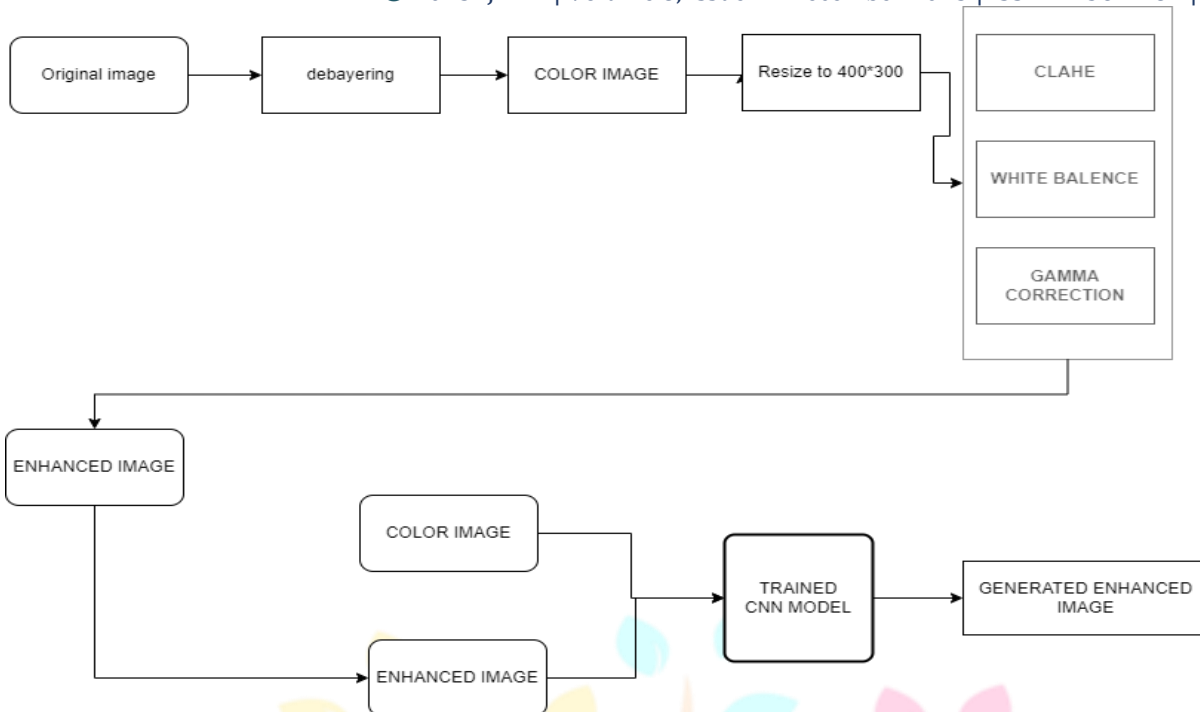 Original image
debayering
COLOR IMAGE
Resize to 400*300
CLAHE
WHITE BALENCE
GAMMA
CORRECTION
ENHANCED IMAGE
COLOR IMAGE
TRAINED
CNN MODEL
GENERATED ENHANCED
IMAGE
ENHANCED IMAGE